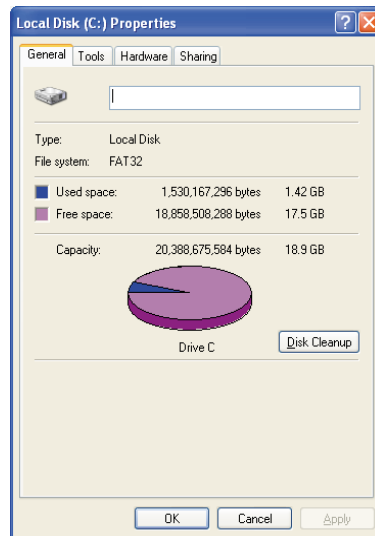 Local Disk (C:) Properties
General Tools Hardware Sharing
Type: Local Disk
File system: FAT32
Used space: 1,530,167,296 bytes 1.42 GB
Free space: 18,858,508,288 bytes 17.5 GB
Capacity: 20,388,675,584 bytes 18.9 GB
Drive C
Disk Cleanup
OK Cancel Apply